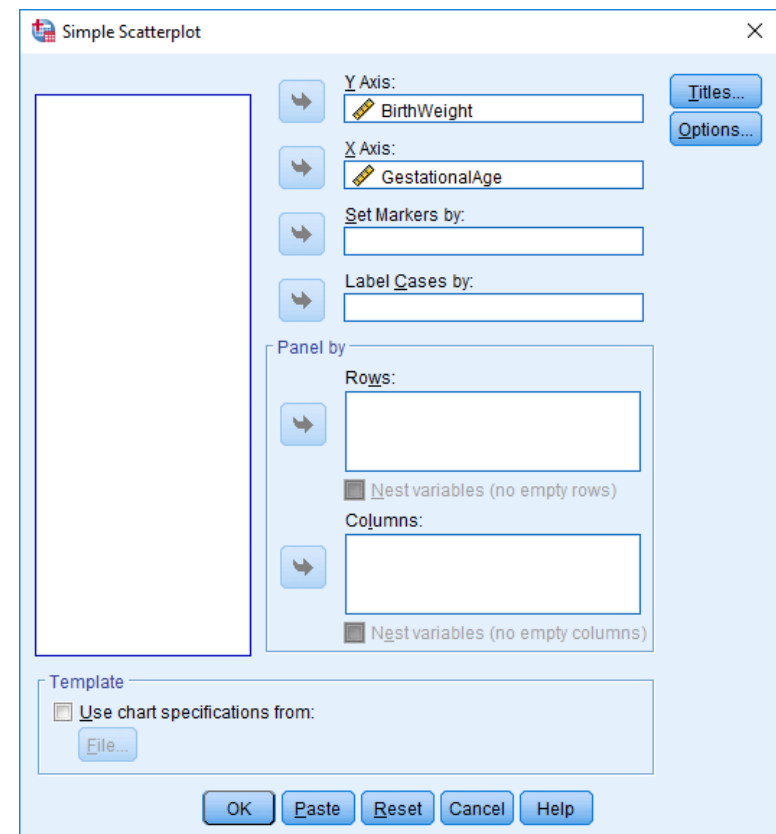 Simple Scatterplot
Y Axis:
BirthWeight
X Axis:
GestationalAge
Set Markers by:
Label Cases by:
Titles...
Options...
Panel by
Rows:
Nest variables (no empty rows)
Columns:
Nest variables (no empty columns)
Template
Use chart specifications from:
File...
OK Paste Reset Cancel Help